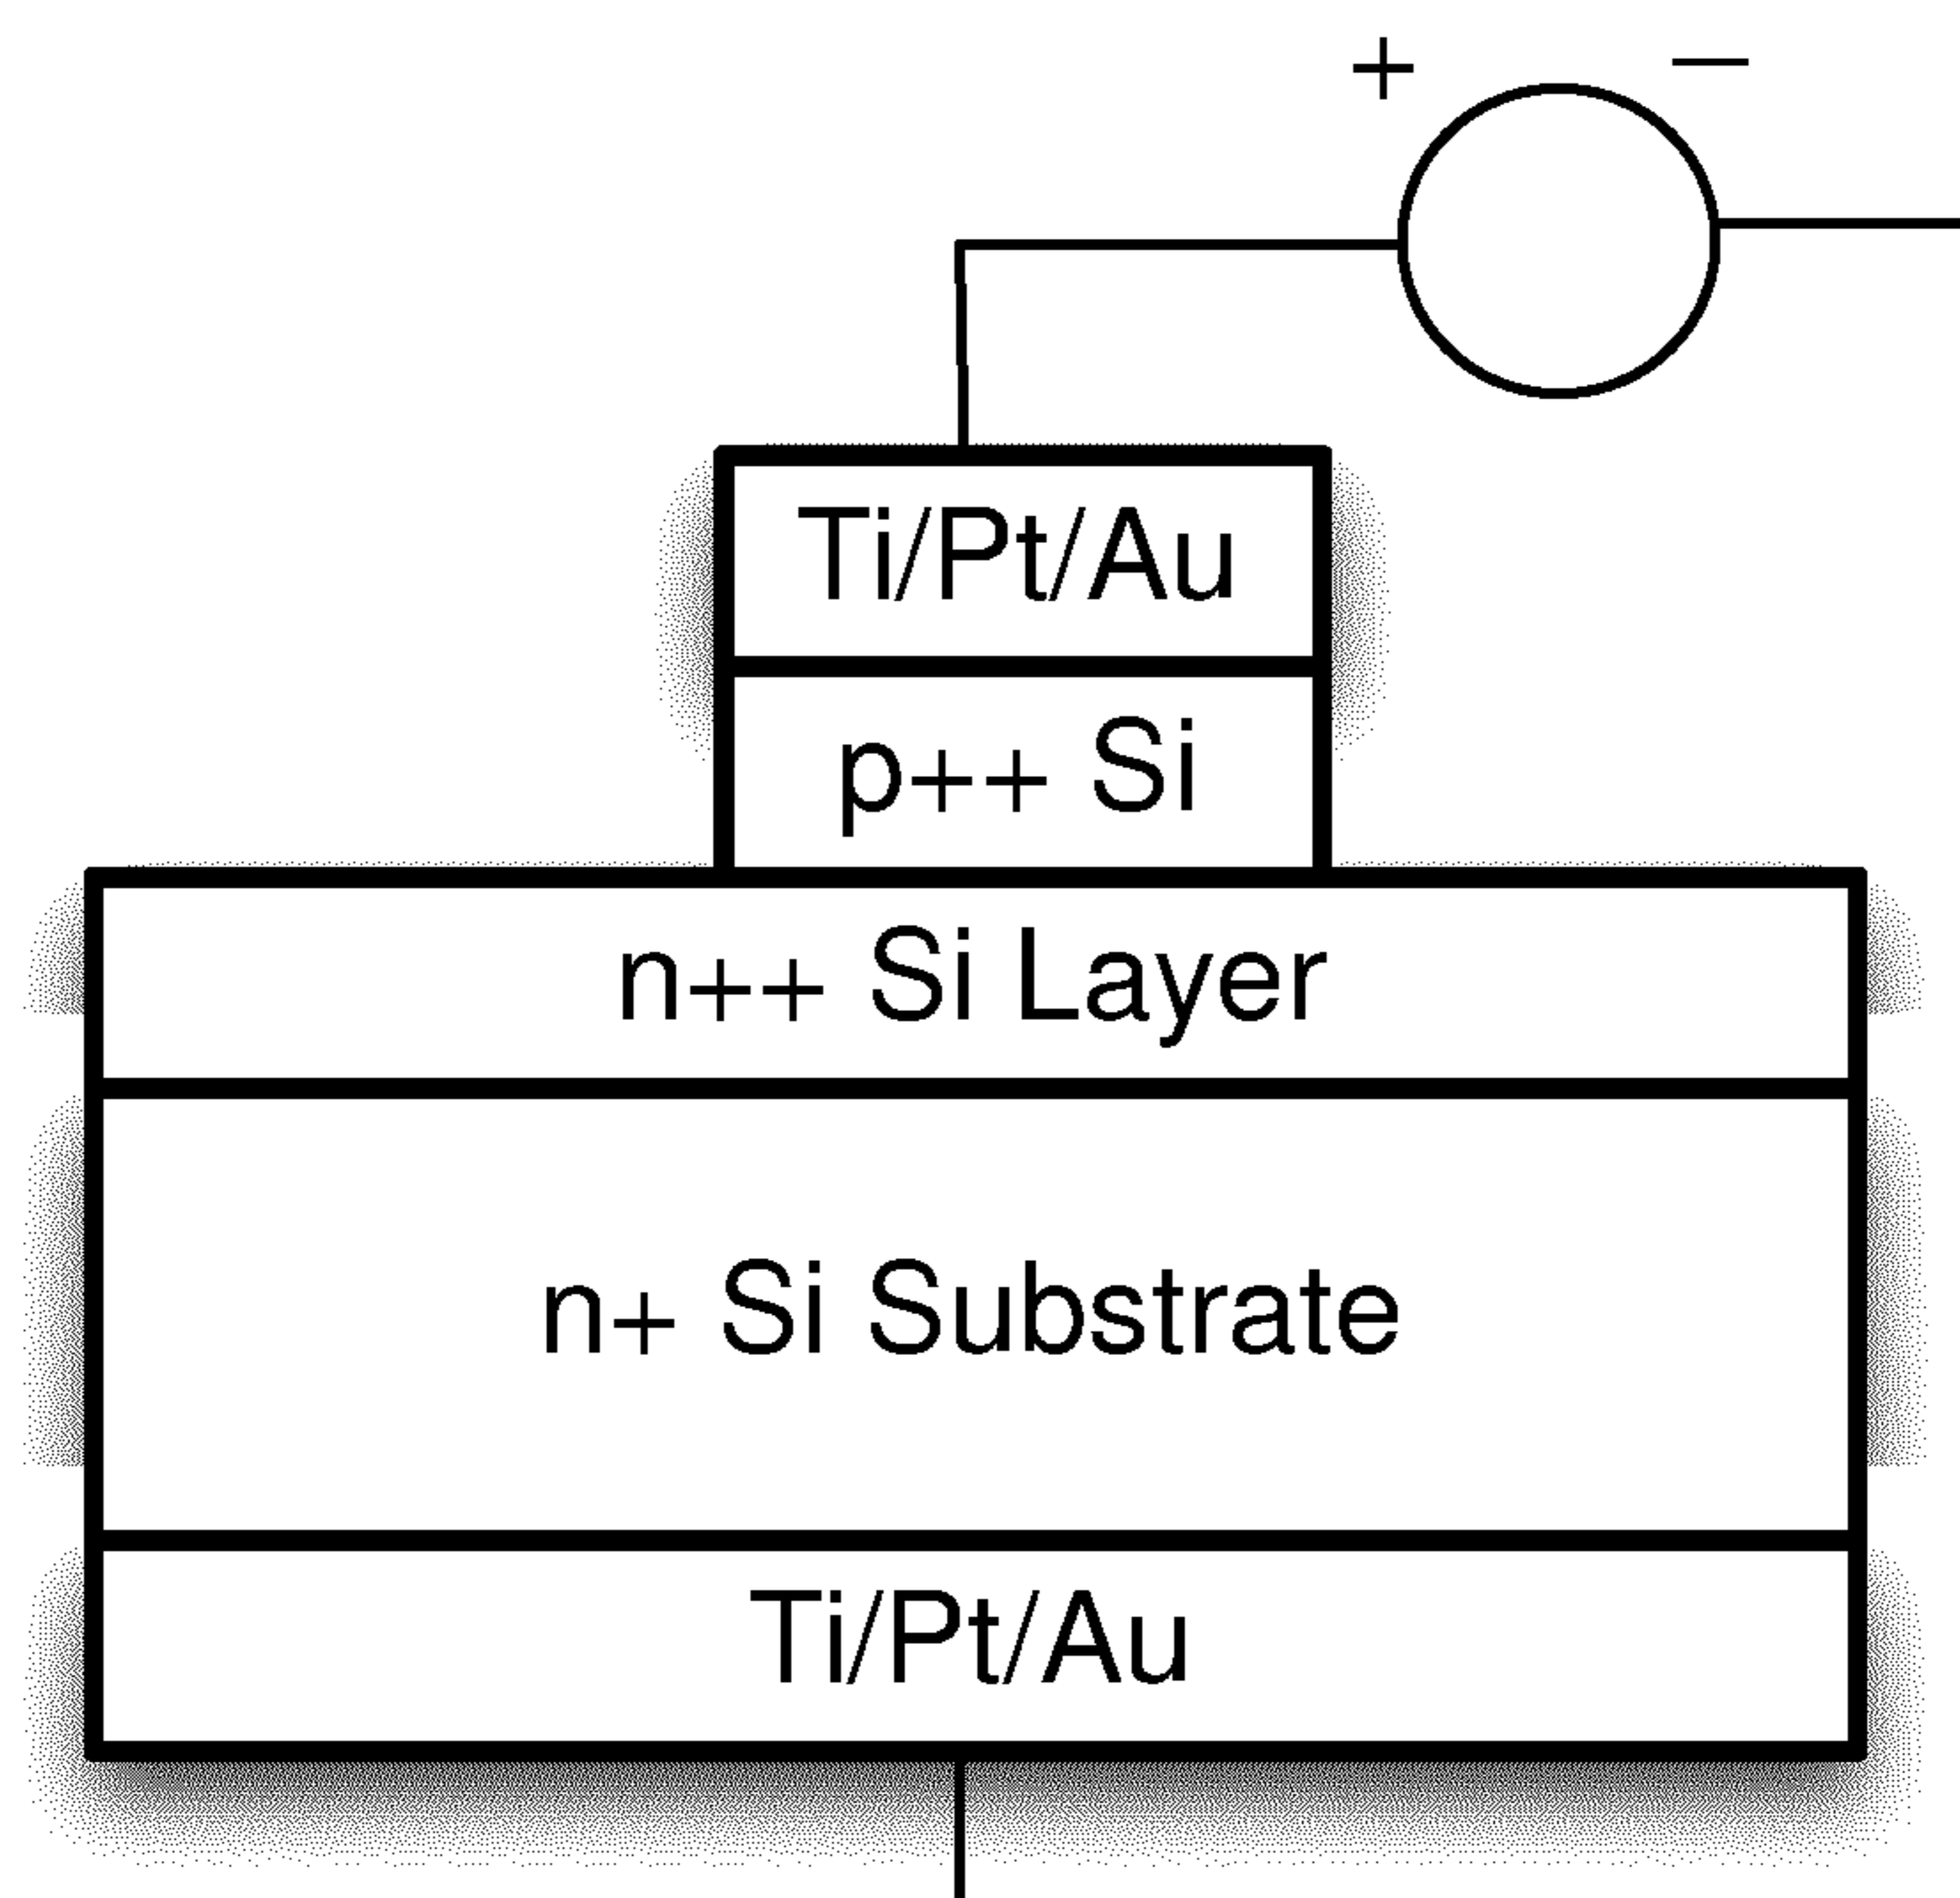 + −
Ti/Pt/Au
p++ Si
n++ Si Layer
n+ Si Substrate
Ti/Pt/Au